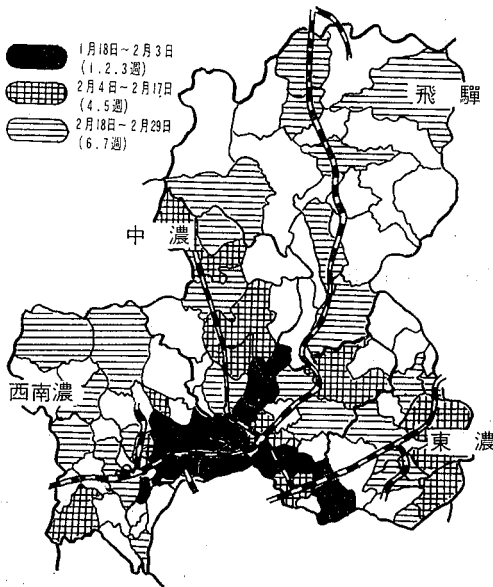 1月18日～2月3日
(1.2.3週)
2月4日～2月17日
(4.5週)
2月18日～2月29日
(6.7週)
飛騨
中濃
西南濃
東濃